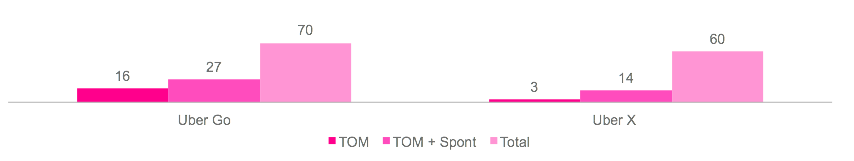 70
60
27
16
14
3
Uber Go
Uber X
TOM
TOM + Spont
Total